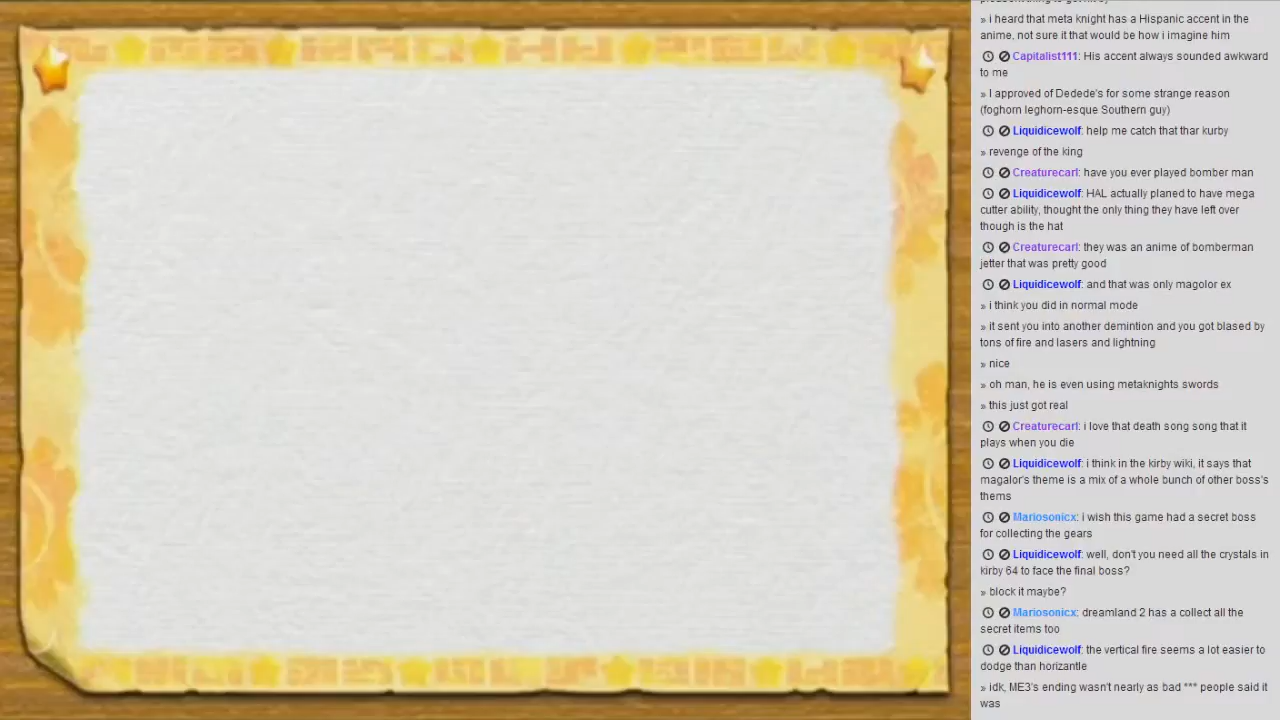 » i heard that meta knight has a Hispanic accent in the
anime, not sure it that would be how i imagine him
Capitalist111: His accent always sounded awkward
to me
» I approved of Dedede's for some strange reason
(foghorn leghorn-esque Southern guy)
Liquidicewolf: help me catch that thar kurby
» revenge of the king
Creaturecarl: have you ever played bomber man
Liquidicewolf: HAL actually planed to have mega
cutter ability, thought the only thing they have left over
though is the hat
Creaturecarl: they was an anime of bomberman
jetter that was pretty good
Liquidicewolf: and that was only magolor ex
» i think you did in normal mode
» it sent you into another demintion and you got blased by
tons of fire and lasers and lightning
» nice
» oh man, he is even using metaknights swords
» this just got real
Creaturecarl: i love that death song song that it
plays when you die
Liquidicewolf: i think in the kirby wiki, it says that
magalor's theme is a mix of a whole bunch of other boss's
thems
Mariosonicx: i wish this game had a secret boss
for collecting the gears
Liquidicewolf: well, don't you need all the crystals in
kirby 64 to face the final boss?
» block it maybe?
Mariosonicx: dreamland 2 has a collect all the
secret items too
Liquidicewolf: the vertical fire seems a lot easier to
dodge than horizantle
» idk, ME3's ending wasn't nearly as bad *** people said it
was